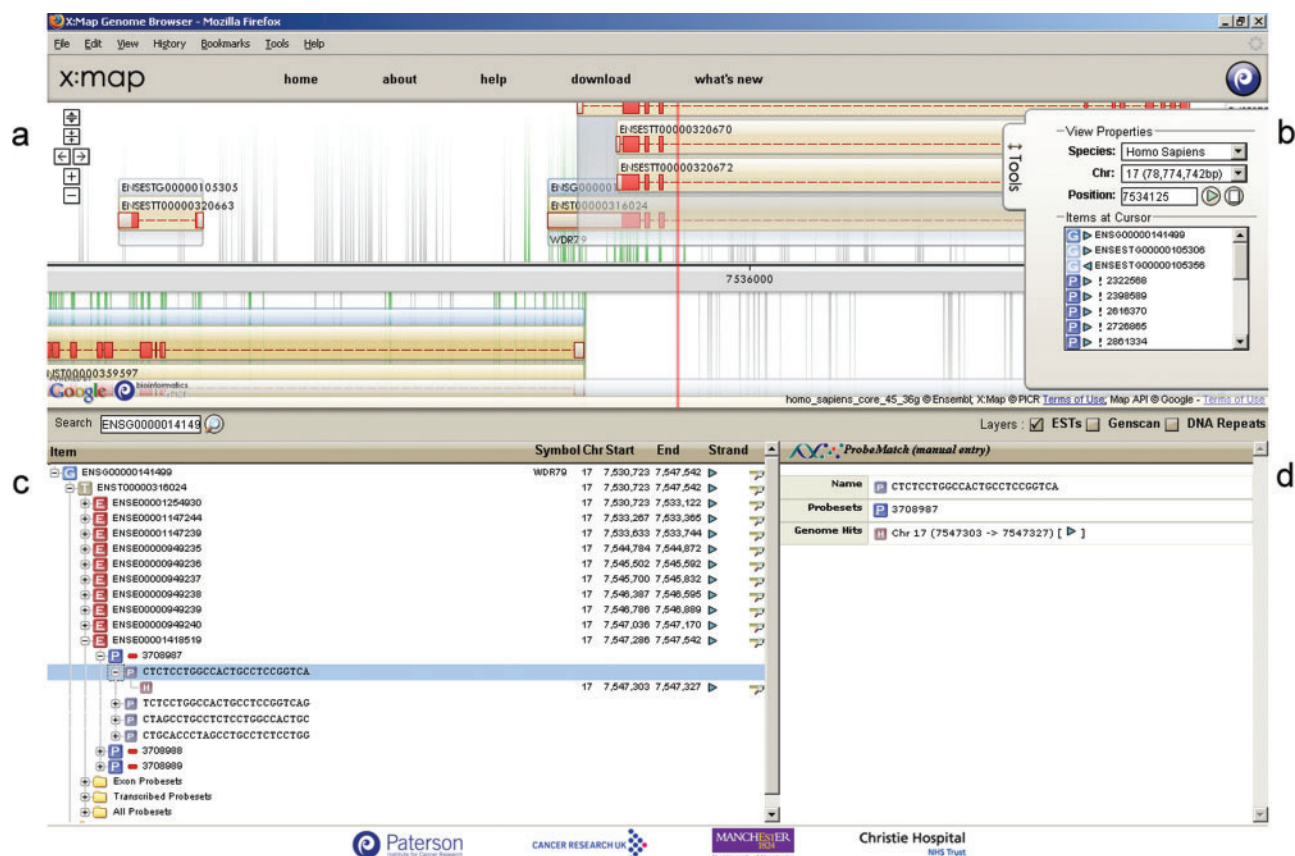 X:Map Genome Browser - Mozilla Firefox
File Edit View History Bookmarks Tools Help
x:map home about help download what's new
a
b
ENSESTT00000320670
ENSESTT00000320672
ENSESTG00000105305
ENSESTT00000320663
ENST00000316024
WDR79
Tools
View Properties
Species: Homo Sapiens
Chr: 17 (78,774,742bp)
Position: 7534125
Items at Cursor
G ENSG00000141499
G ENSESTG00000105306
G ENSESTG00000105356
P ! 2322568
P ! 2398589
P ! 2616370
P ! 2726865
P ! 2861334
7536000
Google bioinformatics
homo_sapiens_core_45_36g © Ensembl; X:Map © PICR Terms of Use; Map API © Google - Terms of Use
Search ENSG0000014149
Layers : ESTs Genscan DNA Repeats
c
d
Item Symbol Chr Start End Strand
G ENSG00000141499 WDR79 17 7,530,723 7,547,542
T ENST00000316024 17 7,530,723 7,547,542
E ENSE00001254930 17 7,530,723 7,533,122
E ENSE00001147244 17 7,533,267 7,533,365
E ENSE00001147239 17 7,533,633 7,533,744
E ENSE00000949235 17 7,544,784 7,544,872
E ENSE00000949236 17 7,545,502 7,545,592
E ENSE00000949237 17 7,545,700 7,545,832
E ENSE00000949238 17 7,546,387 7,546,595
E ENSE00000949239 17 7,546,786 7,546,889
E ENSE00000949240 17 7,547,036 7,547,170
E ENSE00001418519 17 7,547,286 7,547,542
P 3708987
P CTCTCCTGGCCACTGCCTCCGGTCA
H 17 7,547,303 7,547,327
P TCTCCTGGCCACTGCCTCCGGTCAG
P CTAGCCTGCCTCTCCTGGCCACTGC
P CTGCACCCTAGCCTGCCTCTCCTGG
P 3708988
P 3708989
Exon Probesets
Transcribed Probesets
All Probesets
ProbeMatch (manual entry)
Name P CTCTCCTGGCCACTGCCTCCGGTCA
Probesets P 3708987
Genome Hits H Chr 17 (7547303 -> 7547327) [ ]
Paterson
Institute for Cancer Research
CANCER RESEARCH UK
MANCHESTER
1824
Christie Hospital
NHS Trust